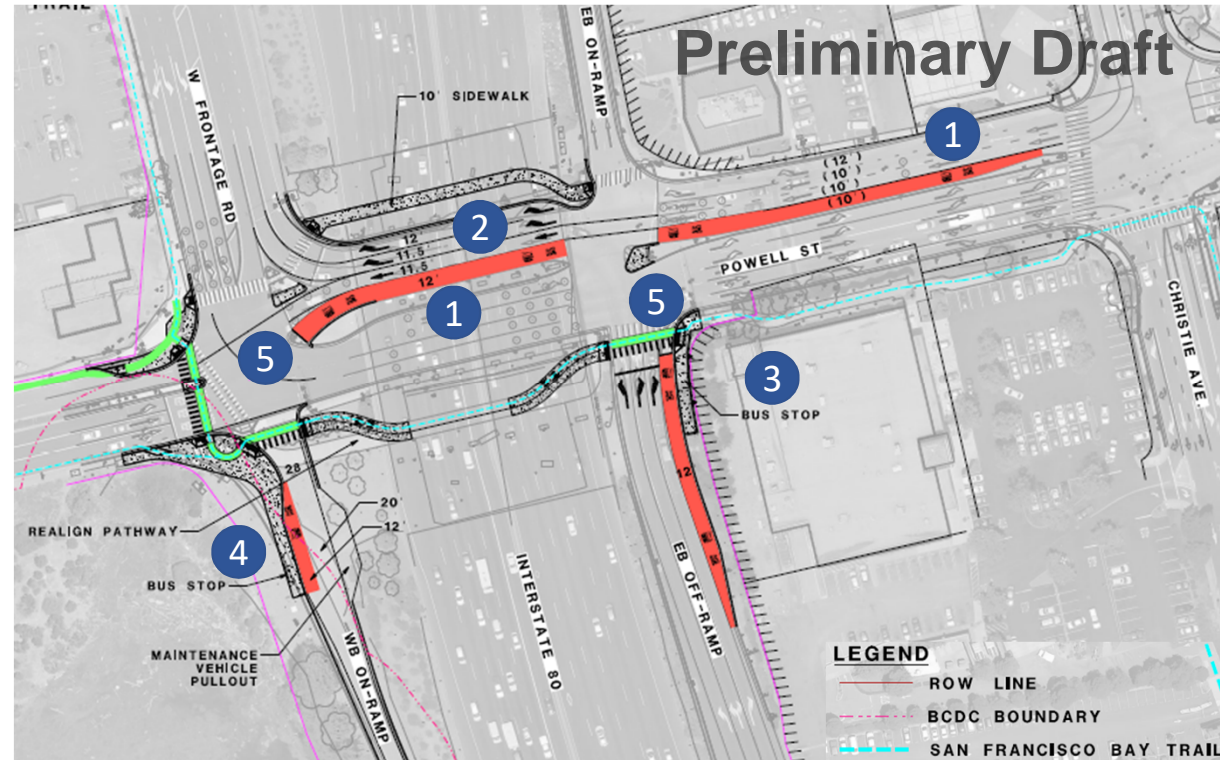 TRAIL
Preliminary Draft
EB ON-RAMP
W FRONTAGE RD
10' SIDEWALK
1
(12')
(10')
(10')
(10')
2
12
11.5
11.5
12'
1
POWELL ST
CHRISTIE AVE.
5
5
3
BUS STOP
12'
28
20'
12'
REALIGN PATHWAY
4
BUS STOP
MAINTENANCE
VEHICLE
PULLOUT
WB ON-RAMP
INTERSTATE 80
EB OFF-RAMP
LEGEND
ROW LINE
BCDC BOUNDARY
SAN FRANCISCO BAY TRAIL